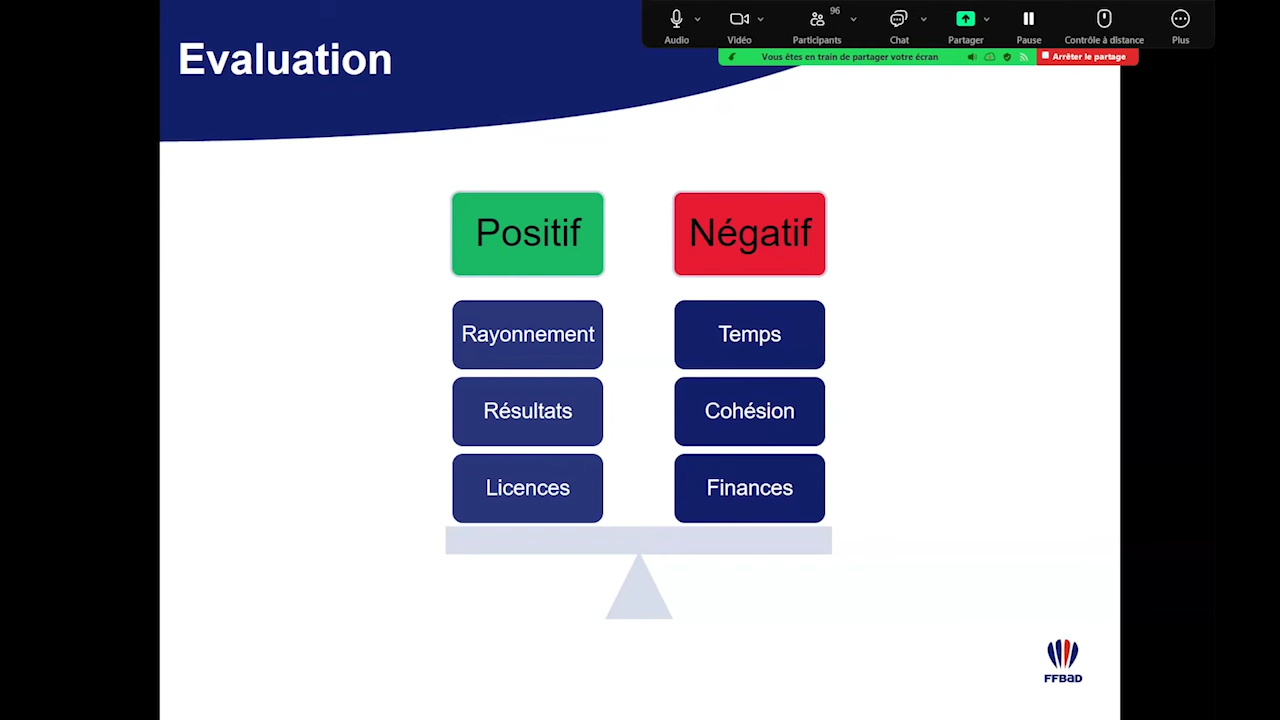 96
Audio
Vidéo
Participants
Chat
Partager
Pause
Contrôle à distance
Plus
Vous êtes en train de partager votre écran
Arrêter le partage
Evaluation
Positif
Négatif
Rayonnement
Temps
Résultats
Cohésion
Licences
Finances
FFBaD